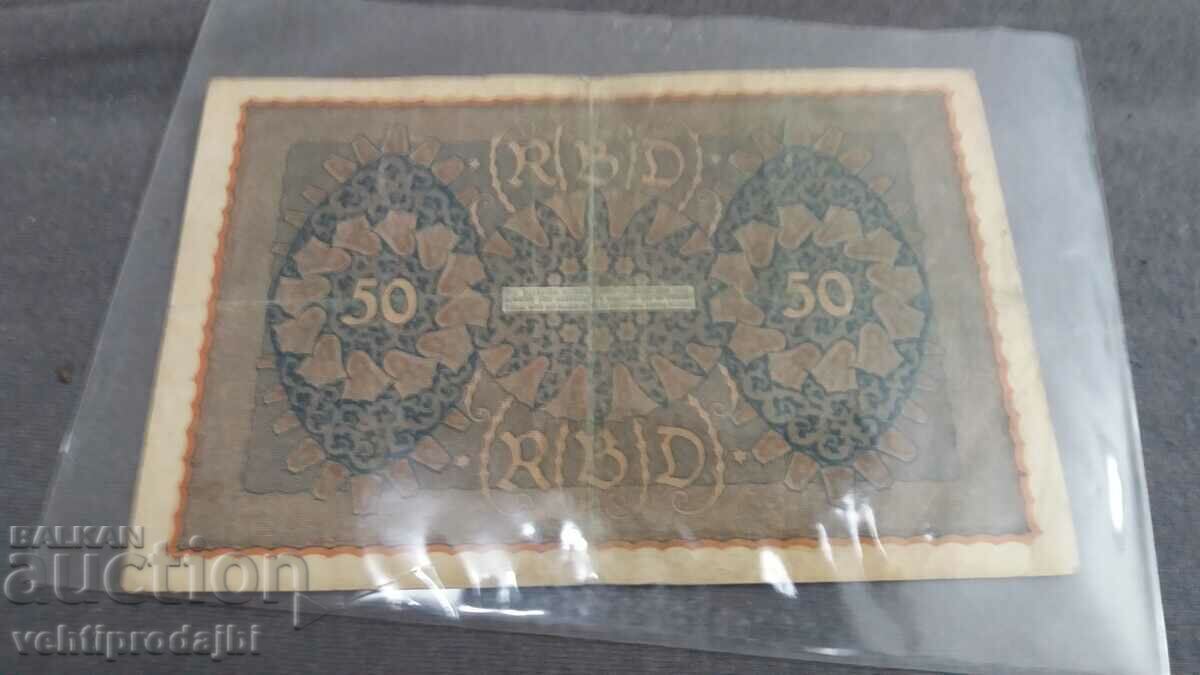 (R/B/D)
50 50
(R/B/D)
BALKAN
auction
vehtiprodajbi